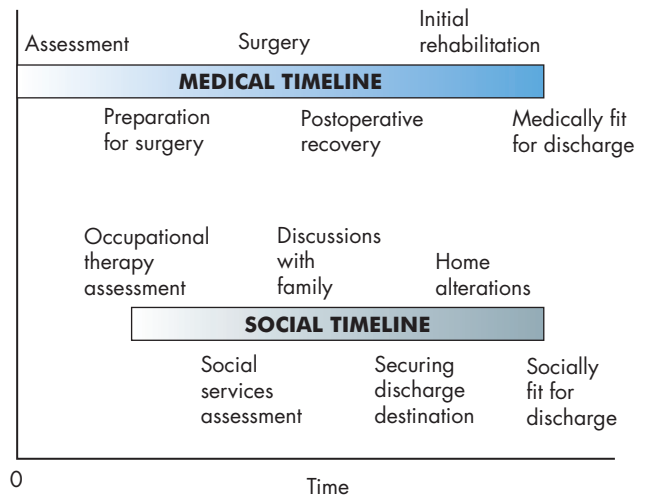 Assessment
Surgery
Initial
rehabilitation
MEDICAL TIMELINE
Preparation
for surgery
Postoperative
recovery
Medically fit
for discharge
Occupational
therapy
assessment
Discussions
with
family
Home
alterations
SOCIAL TIMELINE
Social
services
assessment
Securing
discharge
destination
Socially
fit for
discharge
0
Time